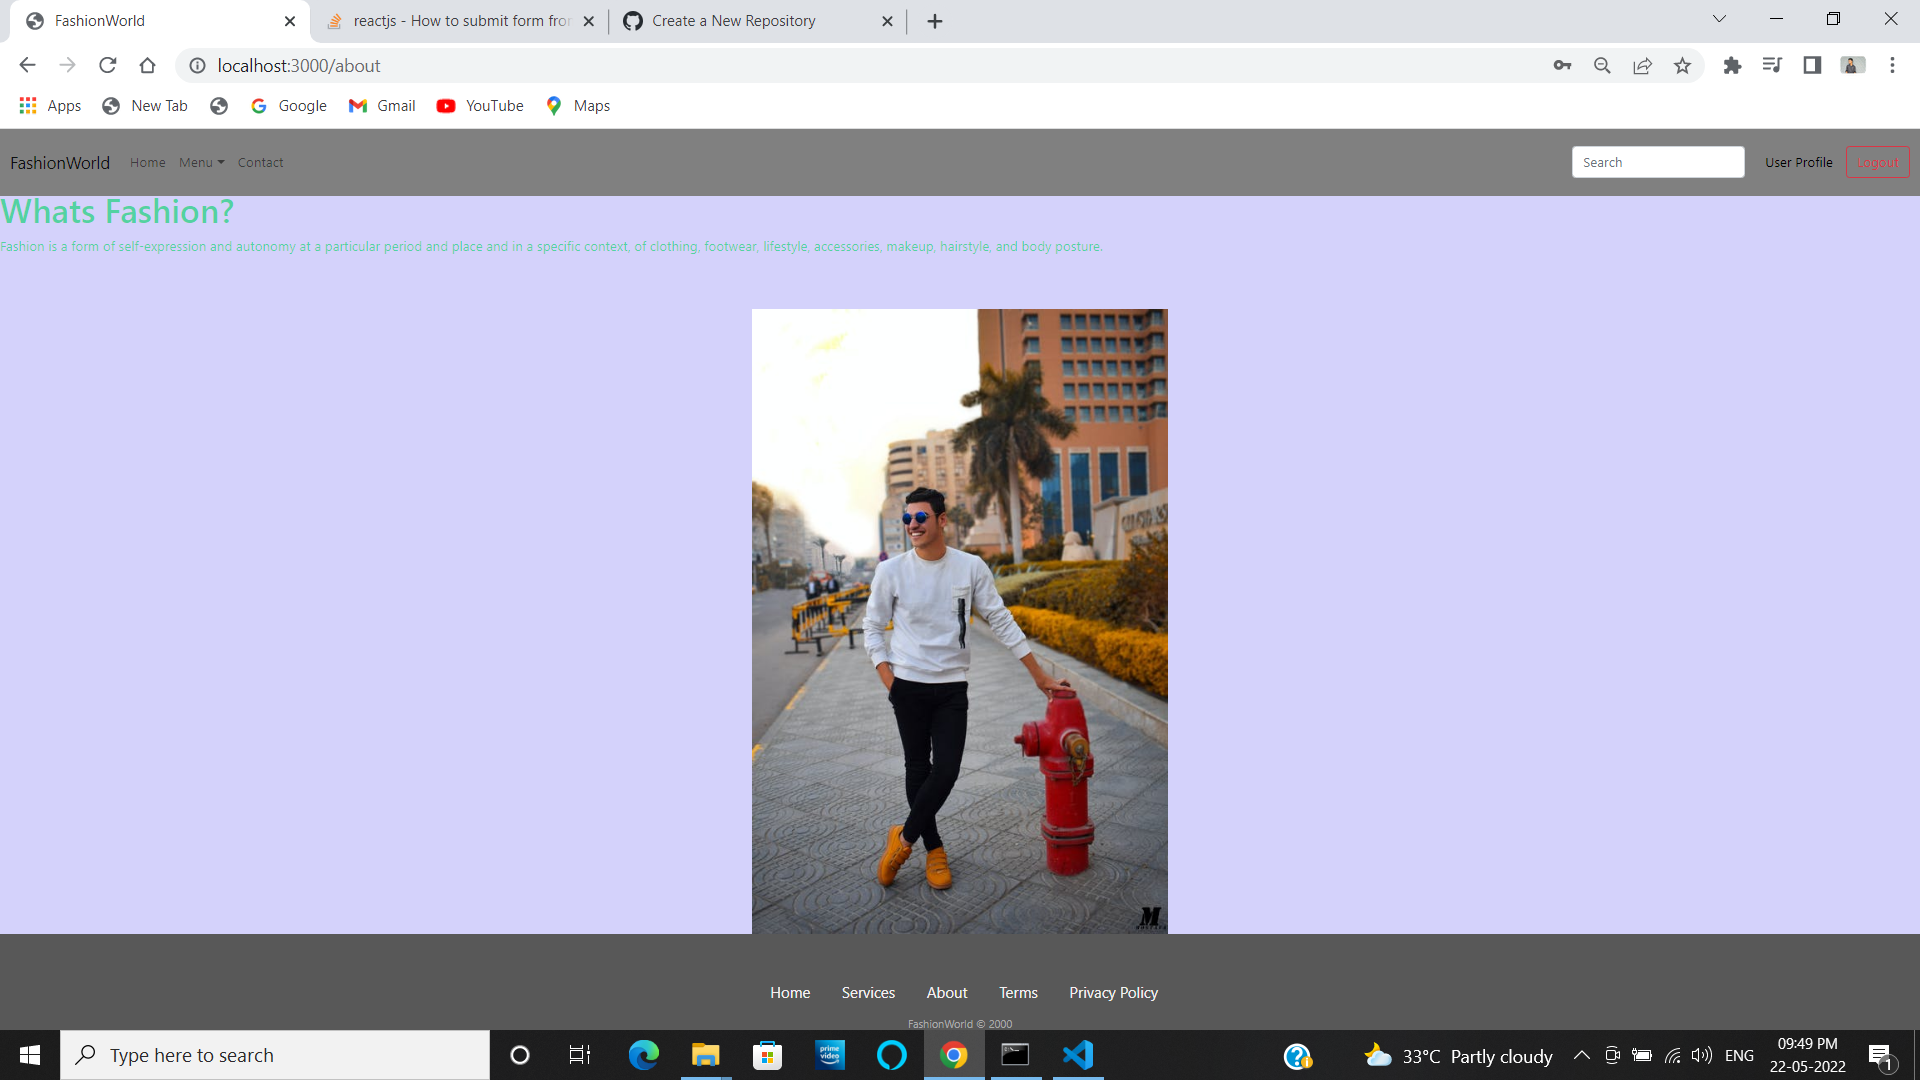 FashionWorld
reactjs - How to submit form from
Create a New Repository
localhost:3000/about
Apps
New Tab
Google
Gmail
YouTube
Maps
FashionWorld
Home
Menu
Contact
Search
User Profile
Logout
Whats Fashion?
Fashion is a form of self-expression and autonomy at a particular period and place and in a specific context, of clothing, footwear, lifestyle, accessories, makeup, hairstyle, and body posture.
M
Home
Services
About
Terms
Privacy Policy
FashionWorld © 2000
Type here to search
prime video
33°C Partly cloudy
ENG
09:49 PM
22-05-2022
1